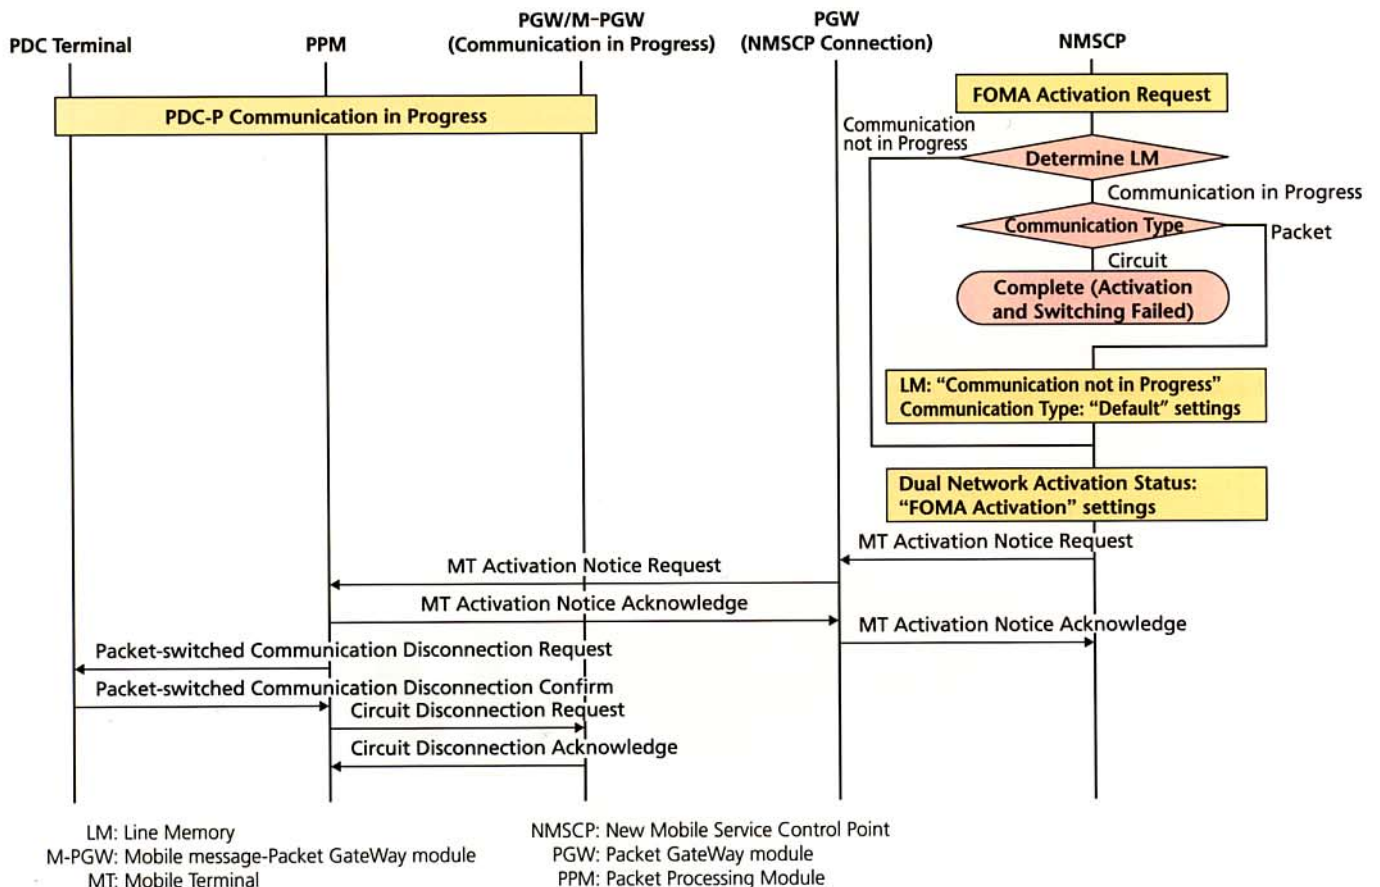 PDC Terminal
PPM
PGW/M-PGW
(Communication in Progress)
PGW
(NMSCP Connection)
NMSCP
PDC-P Communication in Progress
FOMA Activation Request
Communication
not in Progress
Determine LM
Communication in Progress
Communication Type
Packet
Circuit
Complete (Activation
and Switching Failed)
LM: “Communication not in Progress”
Communication Type: “Default” settings
Dual Network Activation Status:
“FOMA Activation” settings
MT Activation Notice Request
MT Activation Notice Request
MT Activation Notice Acknowledge
MT Activation Notice Acknowledge
Packet-switched Communication Disconnection Request
Packet-switched Communication Disconnection Confirm
Circuit Disconnection Request
Circuit Disconnection Acknowledge
LM: Line Memory
M-PGW: Mobile message-Packet GateWay module
MT: Mobile Terminal
NMSCP: New Mobile Service Control Point
PGW: Packet GateWay module
PPM: Packet Processing Module